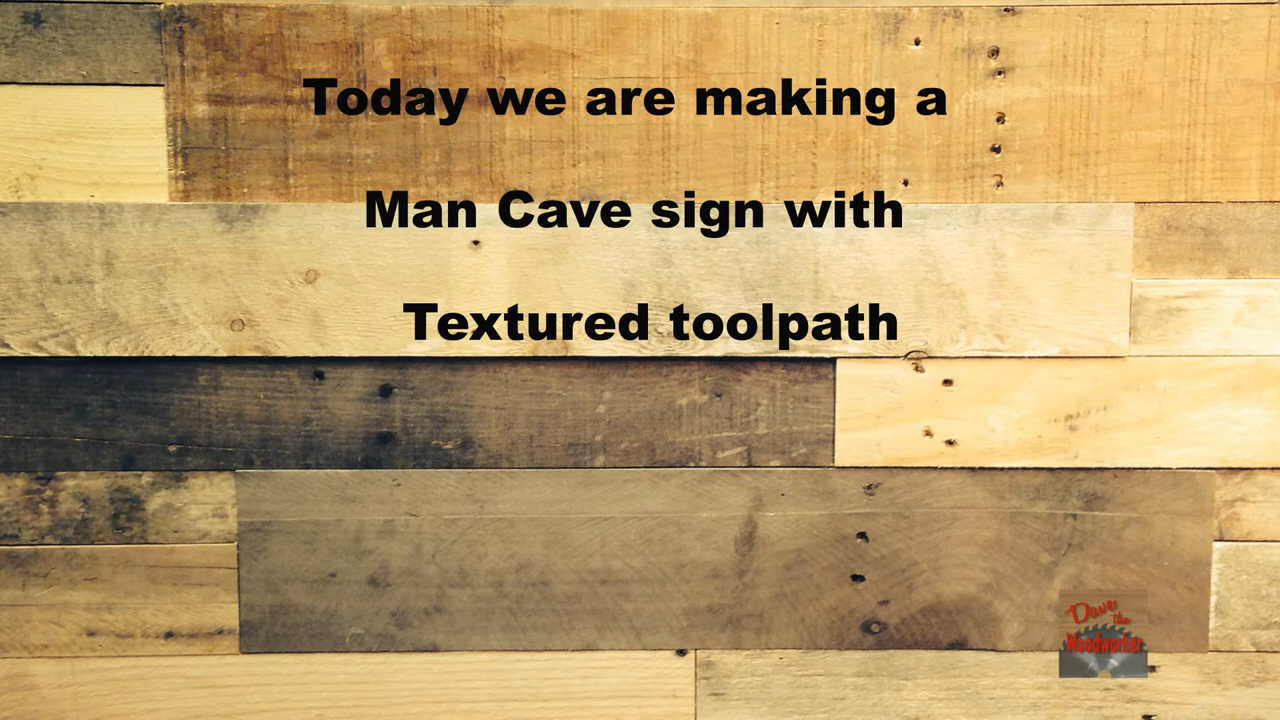 Today we are making a
Man Cave sign with
Textured toolpath
Dave
the
Woodworker